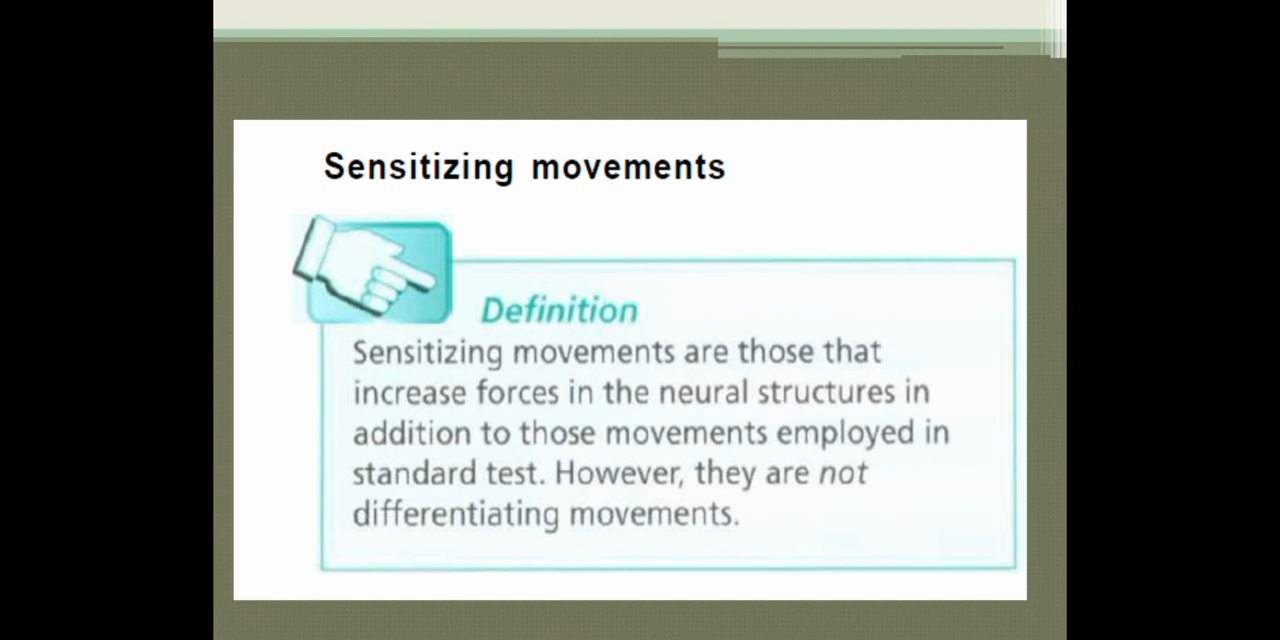 Sensitizing movements
Definition
Sensitizing movements are those that
increase forces in the neural structures in
addition to those movements employed in
standard test. However, they are not
differentiating movements.